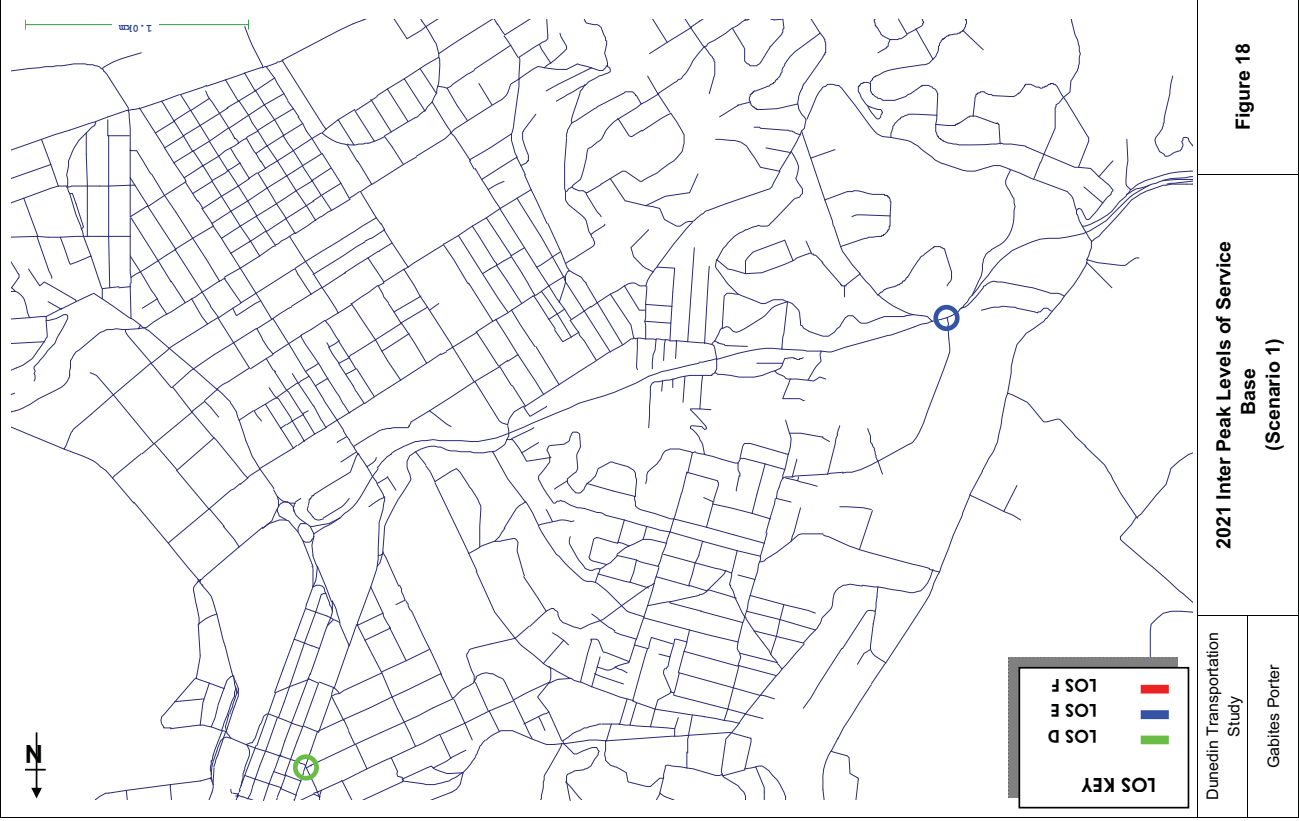 1.0km
N
LOS KEY
LOS D
LOS E
LOS F
Figure 18
2021 Inter Peak Levels of Service
Base
(Scenario 1)
Dunedin Transportation
Study
Gabites Porter